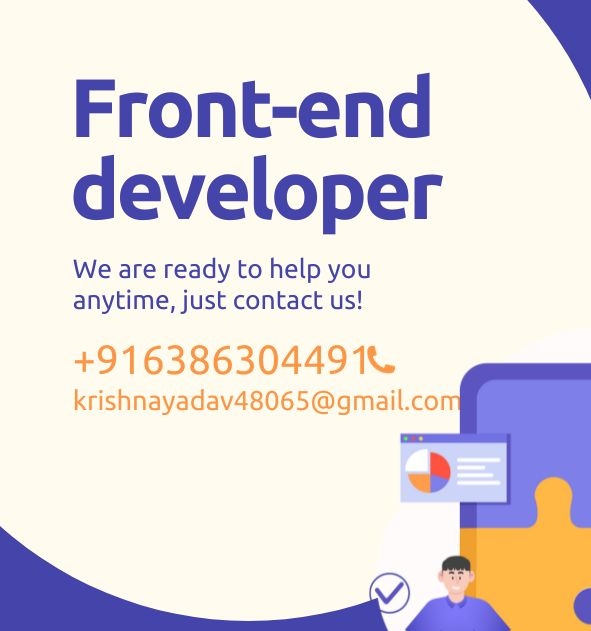 Front-end
developer
We are ready to help you
anytime, just contact us!
+916386304491
krishnayadav48065@gmail.com